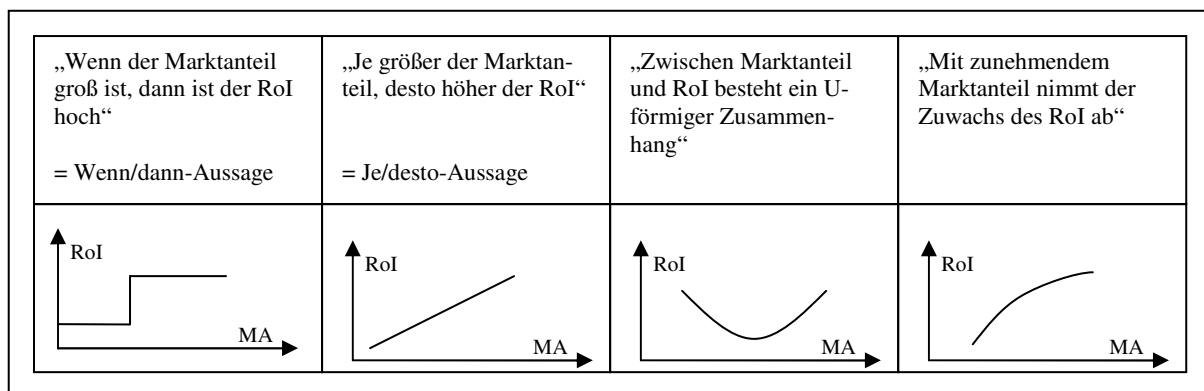 „Wenn der Marktanteil
groß ist, dann ist der RoI
hoch“
= Wenn/dann-Aussage
„Je größer der Marktan-
teil, desto höher der RoI“
= Je/desto-Aussage
„Zwischen Marktanteil
und RoI besteht ein U-
förmiger Zusammen-
hang“
„Mit zunehmendem
Marktanteil nimmt der
Zuwachs des RoI ab“
RoI
MA
RoI
MA
RoI
MA
RoI
MA